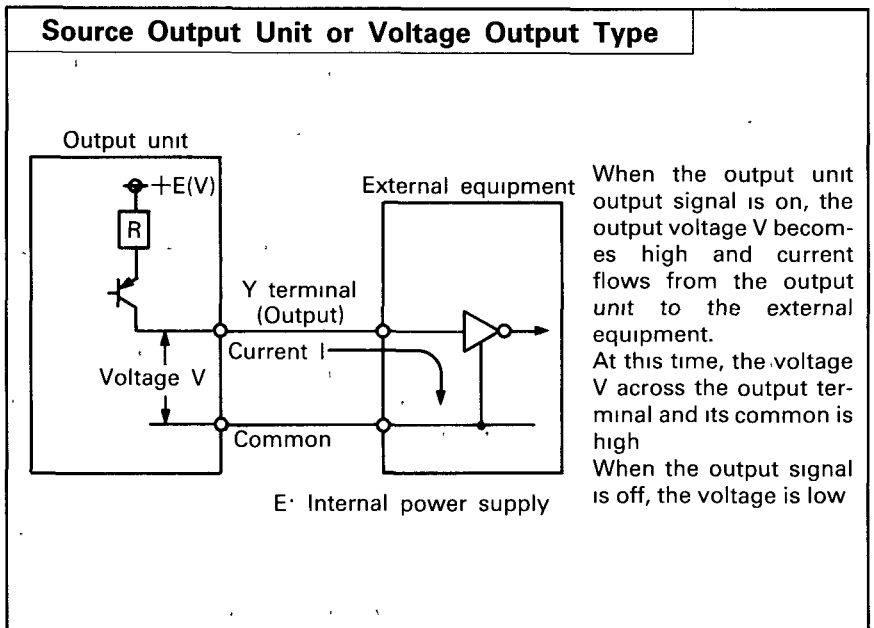 Source Output Unit or Voltage Output Type
Output unit
+E(V)
R
Y terminal
(Output)
Current I
Voltage V
Common
External equipment
E· Internal power supply
When the output unit
output signal is on, the
output voltage V becom-
es high and current
flows from the output
unit to the external
equipment.
At this time, the voltage
V across the output ter-
minal and its common is
high
When the output signal
is off, the voltage is low